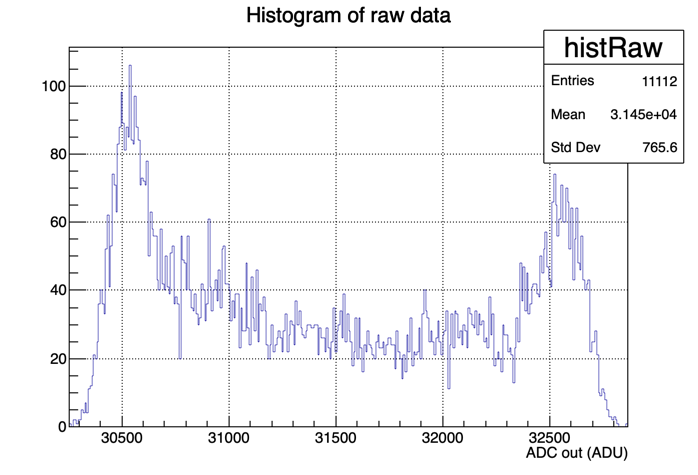 Histogram of raw data
histRaw
Entries 11112
Mean 3.145e+04
Std Dev 765.6
100
80
60
40
20
0
30500 31000 31500 32000 32500
ADC out (ADU)